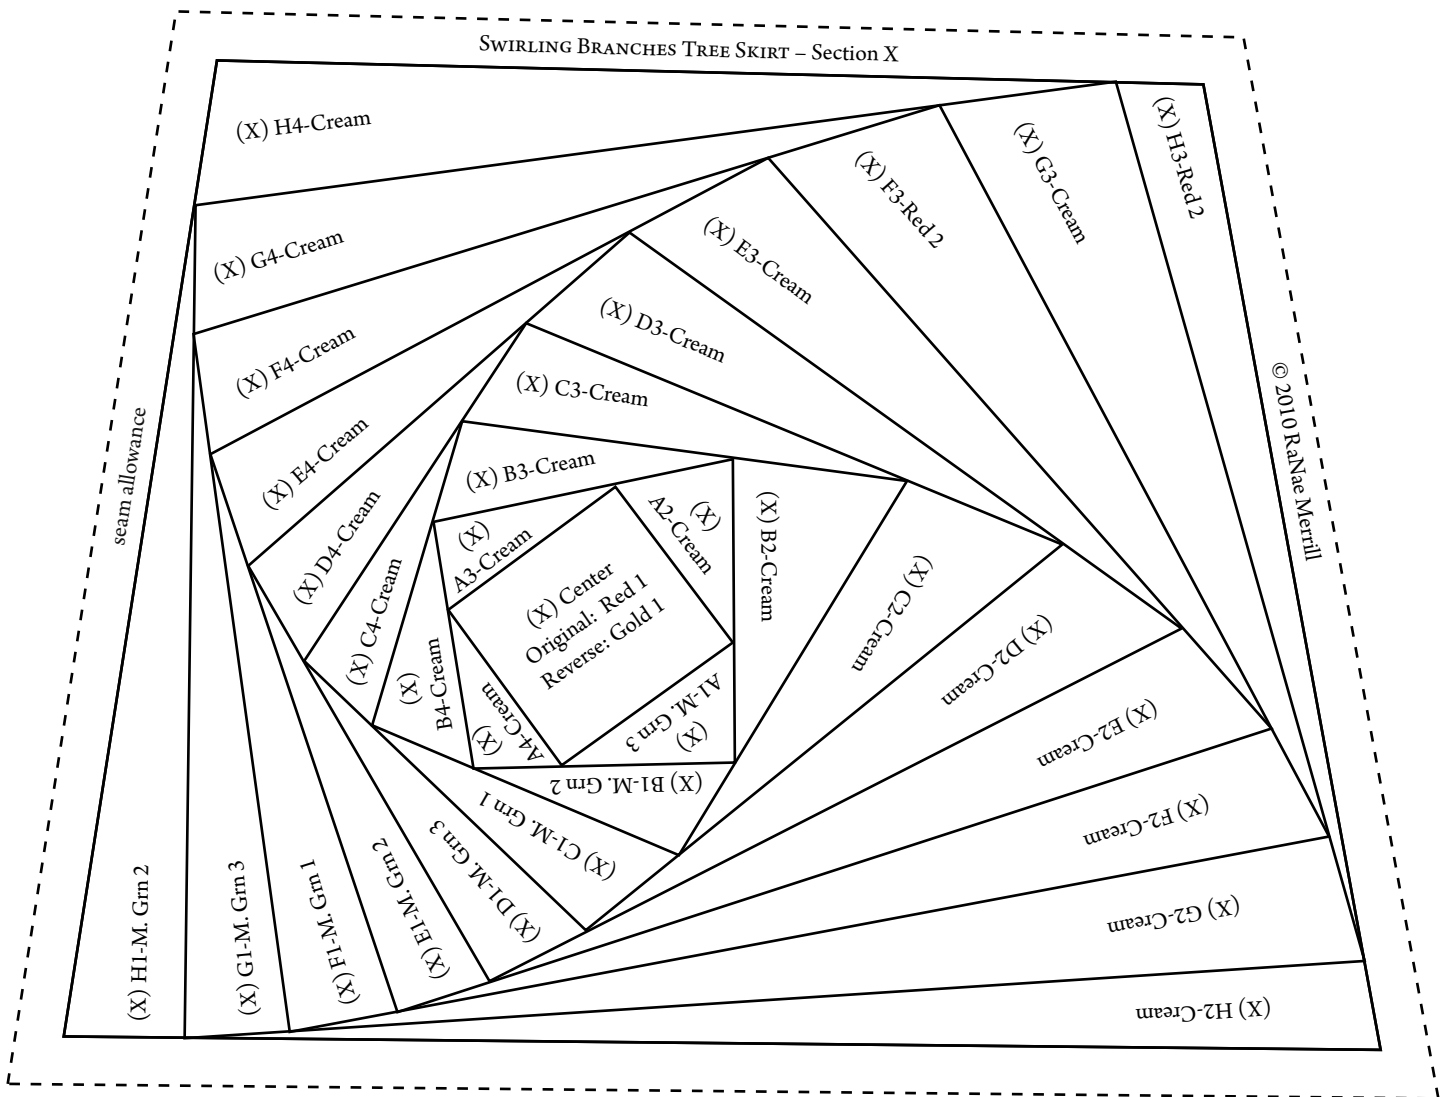 Swirling Branches Tree Skirt – Section X
(X) H4-Cream
(X) H3-Red 2
(X) G3-Cream
(X) F3-Red 2
(X) G4-Cream
(X) E3-Cream
(X) D3-Cream
(X) F4-Cream
(X) C3-Cream
(X) E4-Cream
(X) B3-Cream
seam allowance
© 2010 RaNae Merrill
(X) D4-Cream
(X)
A3-Cream
(X)
A2-Cream
(X) B2-Cream
(X) C4-Cream
(X) Center
Original: Red 1
Reverse: Gold 1
(X) C2-Cream
(X) D2-Cream
(X)
B4-Cream
A4-Cream
(X)
A1-M. Grn 3
(X)
(X) E2-Cream
(X) B1-M. Grn 2
(X) C1-M. Grn 1
(X) F2-Cream
(X) D1-M. Grn 3
(X) E1-M. Grn 2
(X) F1-M. Grn 1
(X) G1-M. Grn 3
(X) H1-M. Grn 2
(X) G2-Cream
(X) H2-Cream